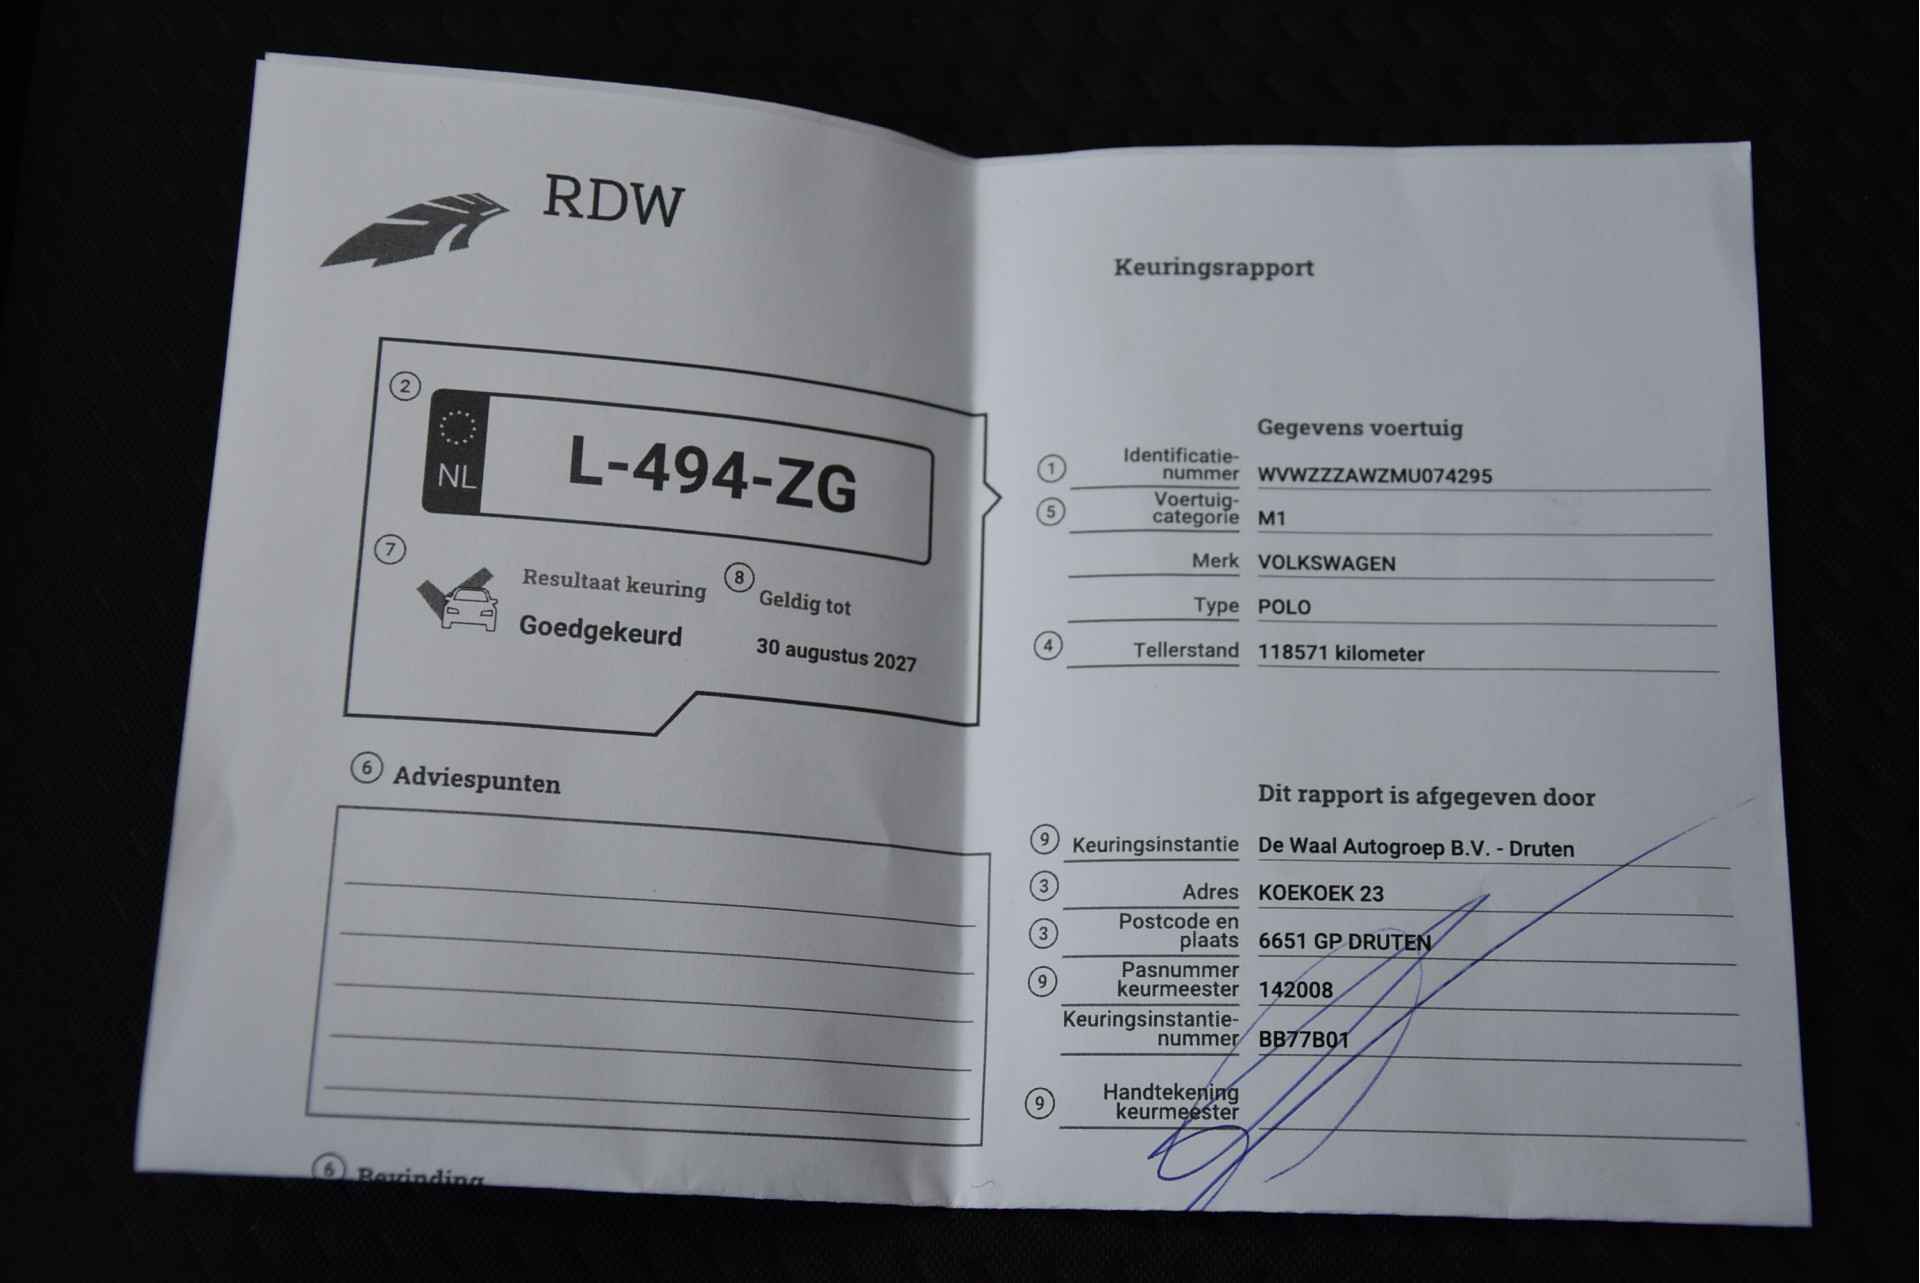 RDW
2
NL
L-494-ZG
7
Resultaat keuring
Goedgekeurd
8
Geldig tot
30 augustus 2027
6 Adviespunten
6 Bevinding
Keuringsrapport
Gegevens voertuig
1 Identificatie-
nummer WVWZZZAWZMU074295
5 Voertuig-
categorie M1
Merk VOLKSWAGEN
Type POLO
4 Tellerstand 118571 kilometer
Dit rapport is afgegeven door
9 Keuringsinstantie De Waal Autogroep B.V. - Druten
3 Adres KOEKOEK 23
3 Postcode en
plaats 6651 GP DRUTEN
9 Pasnummer
keurmeester 142008
Keuringsinstantie-
nummer BB77B01
9 Handtekening
keurmeester